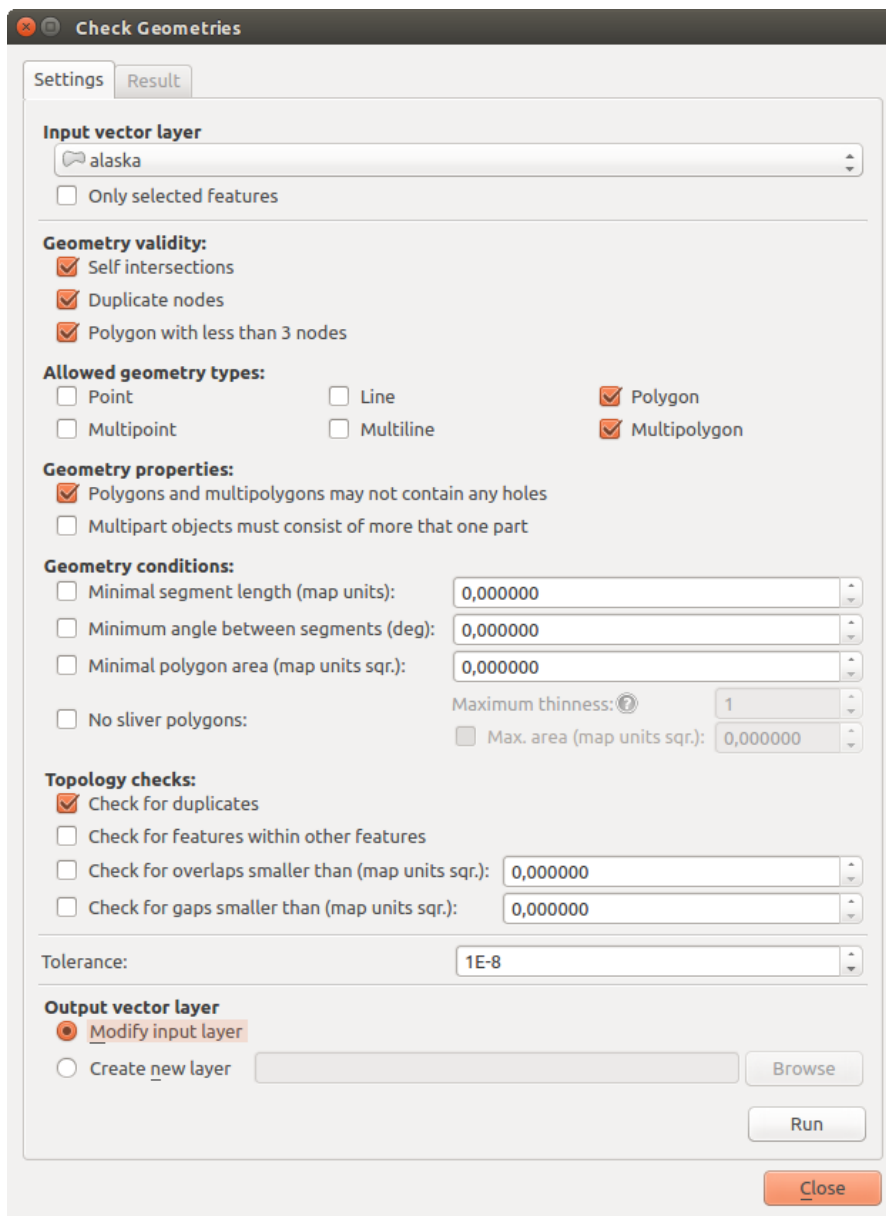 Check Geometries
Settings Result
Input vector layer
alaska
Only selected features
Geometry validity:
Self intersections
Duplicate nodes
Polygon with less than 3 nodes
Allowed geometry types:
Point Line Polygon
Multipoint Multiline Multipolygon
Geometry properties:
Polygons and multipolygons may not contain any holes
Multipart objects must consist of more that one part
Geometry conditions:
Minimal segment length (map units): 0,000000
Minimum angle between segments (deg): 0,000000
Minimal polygon area (map units sqr.): 0,000000
No sliver polygons: Maximum thinness: ? 1
Max. area (map units sqr.): 0,000000
Topology checks:
Check for duplicates
Check for features within other features
Check for overlaps smaller than (map units sqr.): 0,000000
Check for gaps smaller than (map units sqr.): 0,000000
Tolerance: 1E-8
Output vector layer
Modify input layer
Create new layer Browse
Run
Close